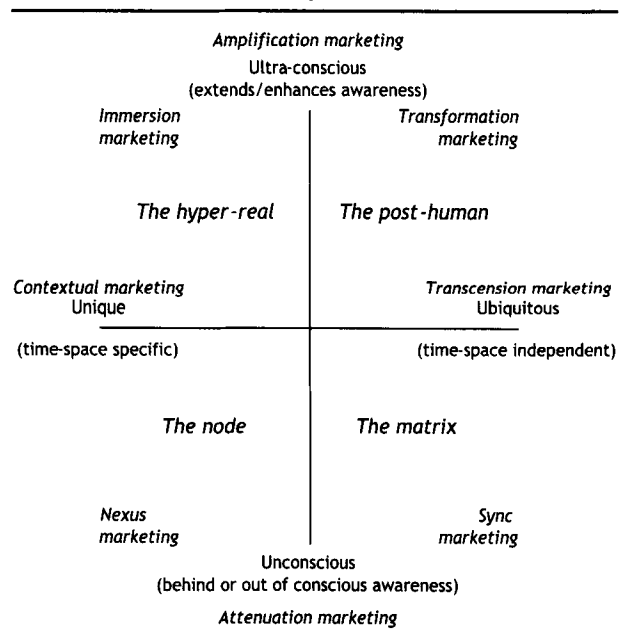 Amplification marketing
Ultra-conscious
(extends/enhances awareness)
Immersion
marketing
Transformation
marketing
The hyper-real
The post-human
Contextual marketing
Unique
Transcension marketing
Ubiquitous
(time-space specific)
(time-space independent)
The node
The matrix
Nexus
marketing
Sync
marketing
Unconscious
(behind or out of conscious awareness)
Attenuation marketing